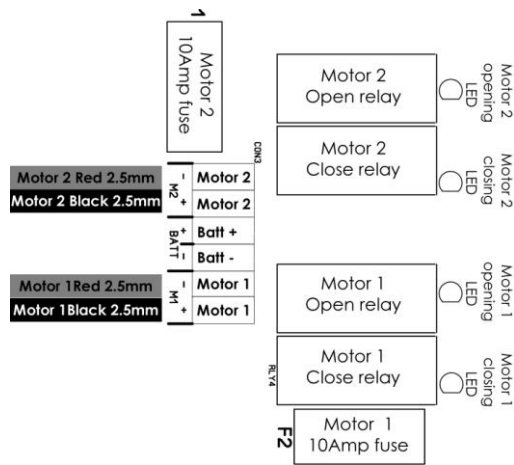 1
Motor 2
10Amp fuse
CON3
Motor 2
Open relay
Motor 2
opening
LED
Motor 2
Close relay
Motor 2
closing
LED
Motor 2 Red 2.5mm
-
Motor 2
M2
Motor 2 Black 2.5mm
+
Motor 2
BATT
+
Batt +
-
Batt -
Motor 1Red 2.5mm
-
Motor 1
M1
Motor 1Black 2.5mm
+
Motor 1
Motor 1
Open relay
Motor 1
opening
LED
RLY4
Motor 1
Close relay
Motor 1
closing
LED
F2
Motor 1
10Amp fuse